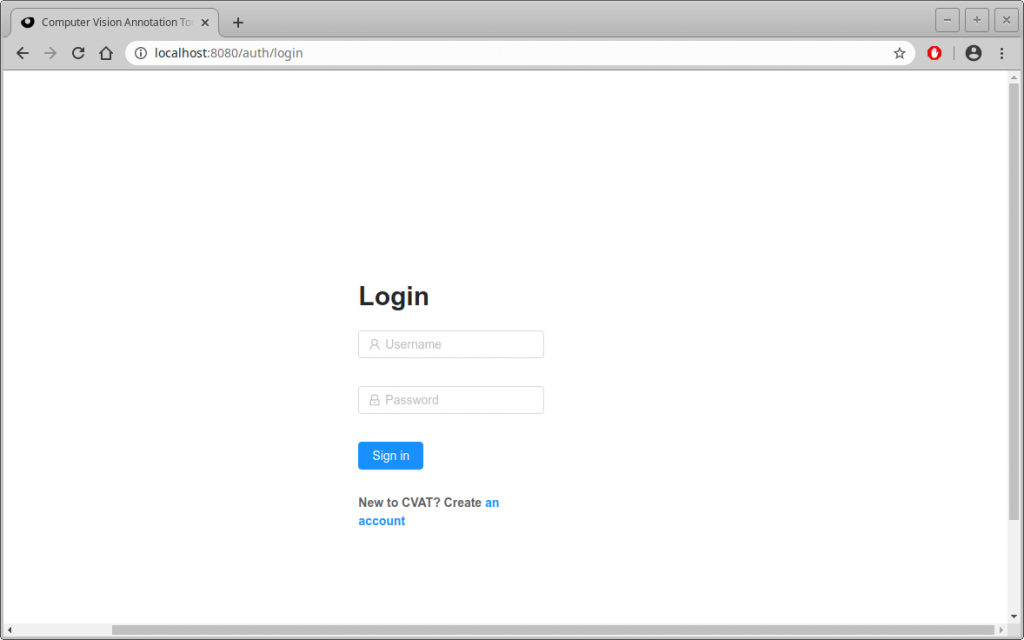 Computer Vision Annotation To
localhost:8080/auth/login
Login
Username
Password
Sign in
New to CVAT? Create an
account